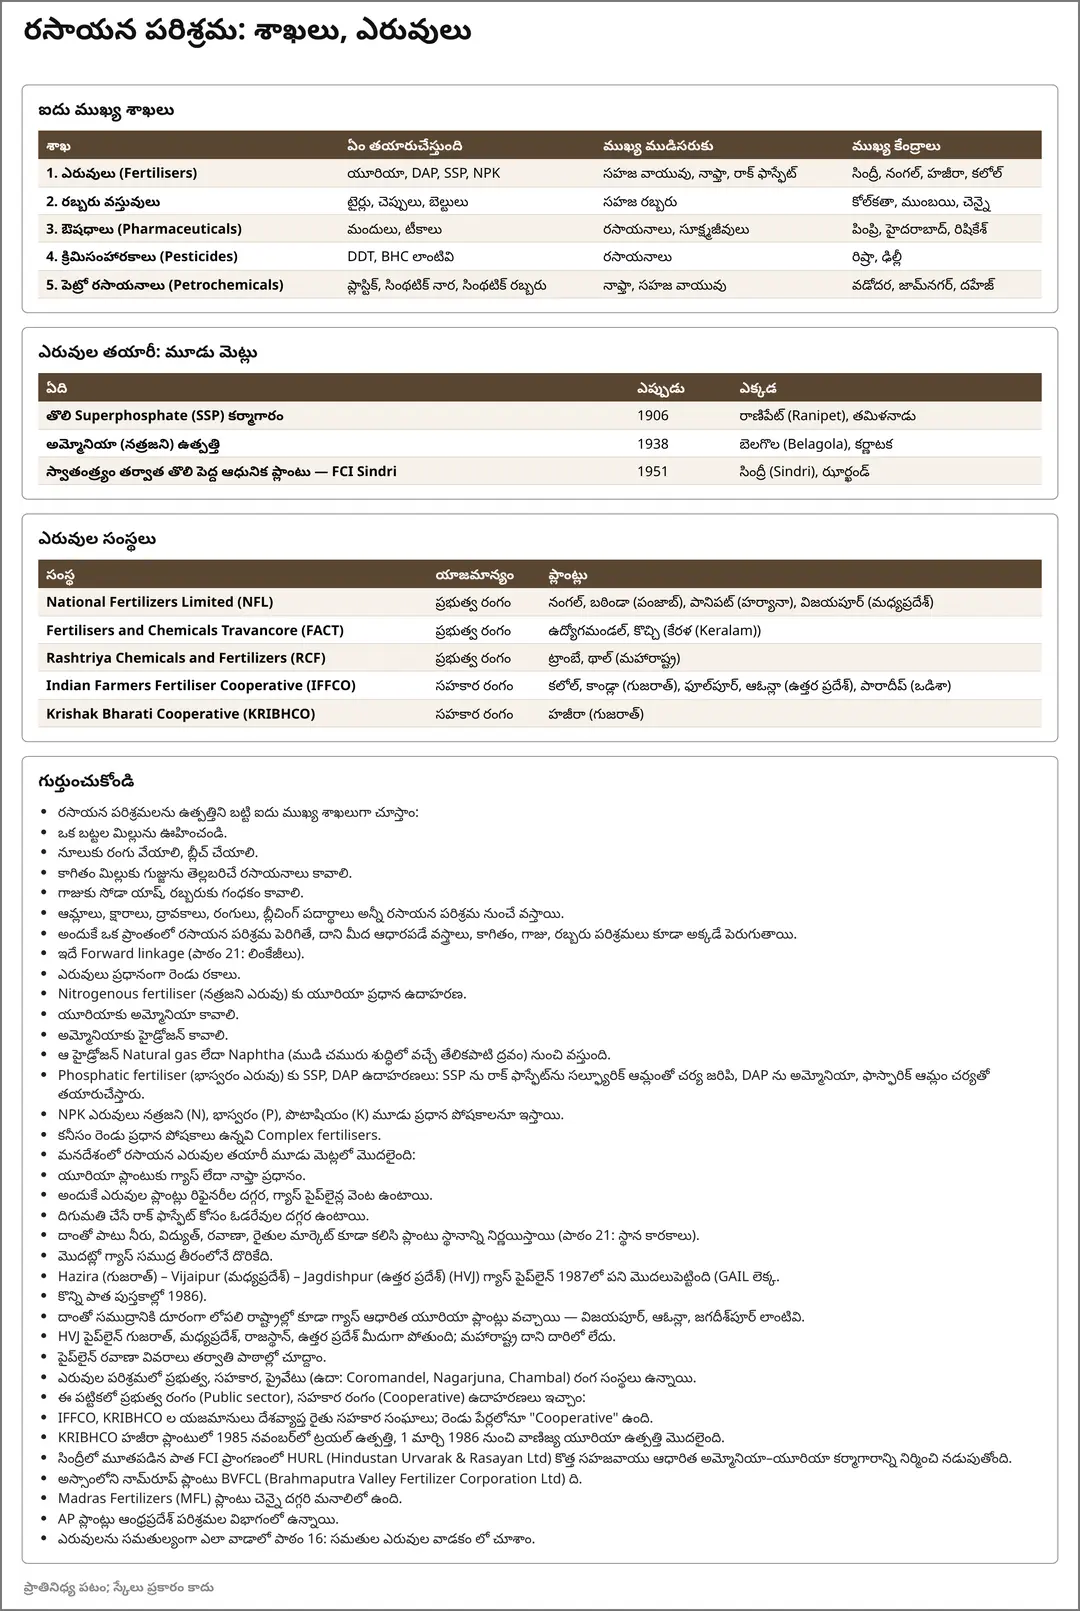 రసాయన పరిశ్రమ: శాఖలు, ఎరువులు
ఐదు ముఖ్య శాఖలు
శాఖ ఏం తయారుచేస్తుంది ముఖ్య ముడిసరుకు ముఖ్య కేంద్రాలు
1. ఎరువులు (Fertilisers) యూరియా, DAP, SSP, NPK సహజ వాయువు, నాఫ్తా, రాక్ ఫాస్ఫేట్ సింద్రీ, నంగల్, హజీరా, కలోల్
2. రబ్బరు వస్తువులు టైర్లు, చెప్పులు, బెల్టులు సహజ రబ్బరు కోల్‌కతా, ముంబయి, చెన్నై
3. ఔషధాలు (Pharmaceuticals) మందులు, టీకాలు రసాయనాలు, సూక్ష్మజీవులు పింప్రి, హైదరాబాద్, రిషికేశ్
4. క్రిమిసంహారకాలు (Pesticides) DDT, BHC లాంటివి రసాయనాలు రిష్రా, ఢిల్లీ
5. పెట్రో రసాయనాలు (Petrochemicals) ప్లాస్టిక్, సింథటిక్ నార, సింథటిక్ రబ్బరు నాఫ్తా, సహజ వాయువు వడోదర, జామ్‌నగర్, దహేజ్
ఎరువుల తయారీ: మూడు మెట్లు
ఏది ఎప్పుడు ఎక్కడ
తొలి Superphosphate (SSP) కర్మాగారం 1906 రాణిపేట్ (Ranipet), తమిళనాడు
అమ్మోనియా (నత్రజని) ఉత్పత్తి 1938 బెలగొల (Belagola), కర్ణాటక
స్వాతంత్ర్యం తర్వాత తొలి పెద్ద ఆధునిక ప్లాంటు — FCI Sindri 1951 సింద్రీ (Sindri), ఝార్ఖండ్
ఎరువుల సంస్థలు
సంస్థ యాజమాన్యం ప్లాంట్లు
National Fertilizers Limited (NFL) ప్రభుత్వ రంగం నంగల్, బఠిండా (పంజాబ్), పానిపట్ (హర్యానా), విజయపూర్ (మధ్యప్రదేశ్)
Fertilisers and Chemicals Travancore (FACT) ప్రభుత్వ రంగం ఉద్యోగమండల్, కొచ్చి (కేరళ (Keralam))
Rashtriya Chemicals and Fertilizers (RCF) ప్రభుత్వ రంగం ట్రాంబే, థాల్ (మహారాష్ట్ర)
Indian Farmers Fertiliser Cooperative (IFFCO) సహకార రంగం కలోల్, కాండ్లా (గుజరాత్), ఫూల్‌పూర్, ఆఓన్లా (ఉత్తర ప్రదేశ్), పారాదీప్ (ఒడిశా)
Krishak Bharati Cooperative (KRIBHCO) సహకార రంగం హజీరా (గుజరాత్)
గుర్తుంచుకోండి
• రసాయన పరిశ్రమలను ఉత్పత్తిని బట్టి ఐదు ముఖ్య శాఖలుగా చూస్తాం:
• ఒక బట్టల మిల్లును ఊహించండి.
• నూలుకు రంగు వేయాలి, బ్లీచ్ చేయాలి.
• కాగితం మిల్లుకు గుజ్జును తెల్లబరిచే రసాయనాలు కావాలి.
• గాజుకు సోడా యాష్, రబ్బరుకు గంధకం కావాలి.
• ఆమ్లాలు, క్షారాలు, ద్రావకాలు, రంగులు, బ్లీచింగ్ పదార్థాలు అన్నీ రసాయన పరిశ్రమ నుంచే వస్తాయి.
• అందుకే ఒక ప్రాంతంలో రసాయన పరిశ్రమ పెరిగితే, దాని మీద ఆధారపడే వస్త్రాలు, కాగితం, గాజు, రబ్బరు పరిశ్రమలు కూడా అక్కడే పెరుగుతాయి.
• ఇదే Forward linkage (పాఠం 21: లింకేజీలు).
• ఎరువులు ప్రధానంగా రెండు రకాలు.
• Nitrogenous fertiliser (నత్రజని ఎరువు) కు యూరియా ప్రధాన ఉదాహరణ.
• యూరియాకు అమ్మోనియా కావాలి.
• అమ్మోనియాకు హైడ్రోజన్ కావాలి.
• ఆ హైడ్రోజన్ Natural gas లేదా Naphtha (ముడి చమురు శుద్ధిలో వచ్చే తేలికపాటి ద్రవం) నుంచి వస్తుంది.
• Phosphatic fertiliser (భాస్వరం ఎరువు) కు SSP, DAP ఉదాహరణలు: SSP ను రాక్ ఫాస్ఫేట్‌ను సల్ఫ్యూరిక్ ఆమ్లంతో చర్య జరిపి, DAP ను అమ్మోనియా, ఫాస్ఫారిక్ ఆమ్లం చర్యతో
తయారుచేస్తారు.
• NPK ఎరువులు నత్రజని (N), భాస్వరం (P), పొటాషియం (K) మూడు ప్రధాన పోషకాలనూ ఇస్తాయి.
• కనీసం రెండు ప్రధాన పోషకాలు ఉన్నవి Complex fertilisers.
• మనదేశంలో రసాయన ఎరువుల తయారీ మూడు మెట్లలో మొదలైంది:
• యూరియా ప్లాంటుకు గ్యాస్ లేదా నాఫ్తా ప్రధానం.
• అందుకే ఎరువుల ప్లాంట్లు రిఫైనరీల దగ్గర, గ్యాస్ పైప్‌లైన్ల వెంట ఉంటాయి.
• దిగుమతి చేసే రాక్ ఫాస్ఫేట్ కోసం ఓడరేవుల దగ్గర ఉంటాయి.
• దాంతో పాటు నీరు, విద్యుత్, రవాణా, రైతుల మార్కెట్ కూడా కలిసి ప్లాంటు స్థానాన్ని నిర్ణయిస్తాయి (పాఠం 21: స్థాన కారకాలు).
• మొదట్లో గ్యాస్ సముద్ర తీరంలోనే దొరికేది.
• Hazira (గుజరాత్) – Vijaipur (మధ్యప్రదేశ్) – Jagdishpur (ఉత్తర ప్రదేశ్) (HVJ) గ్యాస్ పైప్‌లైన్ 1987లో పని మొదలుపెట్టింది (GAIL లెక్క.
• కొన్ని పాత పుస్తకాల్లో 1986).
• దాంతో సముద్రానికి దూరంగా లోపలి రాష్ట్రాల్లో కూడా గ్యాస్ ఆధారిత యూరియా ప్లాంట్లు వచ్చాయి — విజయపూర్, ఆఓన్లా, జగదీశ్‌పూర్ లాంటివి.
• HVJ పైప్‌లైన్ గుజరాత్, మధ్యప్రదేశ్, రాజస్థాన్, ఉత్తర ప్రదేశ్ మీదుగా పోతుంది; మహారాష్ట్ర దాని దారిలో లేదు.
• పైప్‌లైన్ రవాణా వివరాలు తర్వాతి పాఠాల్లో చూద్దాం.
• ఎరువుల పరిశ్రమలో ప్రభుత్వ, సహకార, ప్రైవేటు (ఉదా: Coromandel, Nagarjuna, Chambal) రంగ సంస్థలు ఉన్నాయి.
• ఈ పట్టికలో ప్రభుత్వ రంగం (Public sector), సహకార రంగం (Cooperative) ఉదాహరణలు ఇచ్చాం:
• IFFCO, KRIBHCO ల యజమానులు దేశవ్యాప్త రైతు సహకార సంఘాలు; రెండు పేర్లలోనూ "Cooperative" ఉంది.
• KRIBHCO హజీరా ప్లాంటులో 1985 నవంబర్‌లో ట్రయల్ ఉత్పత్తి, 1 మార్చి 1986 నుంచి వాణిజ్య యూరియా ఉత్పత్తి మొదలైంది.
• సింద్రీలో మూతపడిన పాత FCI ప్రాంగణంలో HURL (Hindustan Urvarak & Rasayan Ltd) కొత్త సహజవాయు ఆధారిత అమ్మోనియా–యూరియా కర్మాగారాన్ని నిర్మించి నడుపుతోంది.
• అస్సాంలోని నామ్‌రూప్ ప్లాంటు BVFCL (Brahmaputra Valley Fertilizer Corporation Ltd) ది.
• Madras Fertilizers (MFL) ప్లాంటు చెన్నై దగ్గరి మనాలిలో ఉంది.
• AP ప్లాంట్లు ఆంధ్రప్రదేశ్ పరిశ్రమల విభాగంలో ఉన్నాయి.
• ఎరువులను సమతుల్యంగా ఎలా వాడాలో పాఠం 16: సమతుల ఎరువుల వాడకం లో చూశాం.
ప్రాతినిధ్య పటం; స్కేలు ప్రకారం కాదు